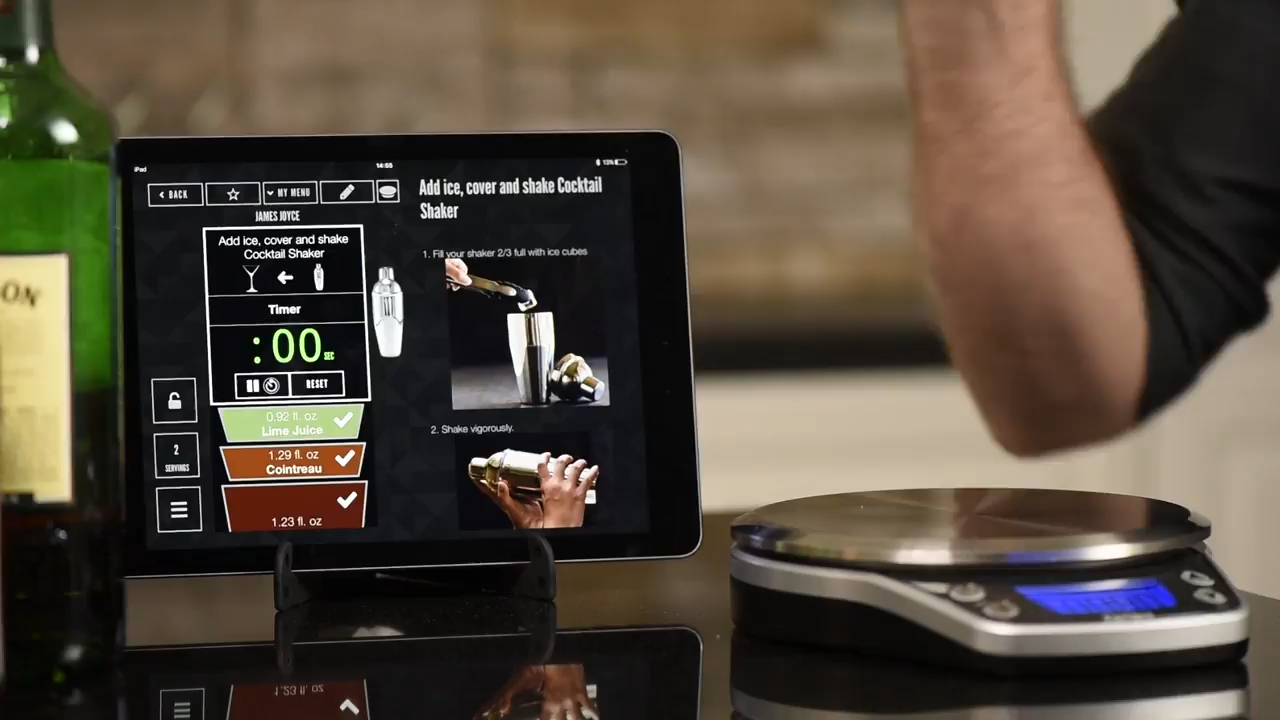 ON
iPad
14:55
13%
< BACK
MY MENU
JAMES JOYCE
Add ice, cover and shake
Cocktail Shaker
Timer
:00 SEC
RESET
0.92 fl. oz
Lime Juice
1.29 fl. oz
Cointreau
1.23 fl. oz
2
SERVINGS
Add ice, cover and shake Cocktail
Shaker
1. Fill your shaker 2/3 full with ice cubes
2. Shake vigorously.